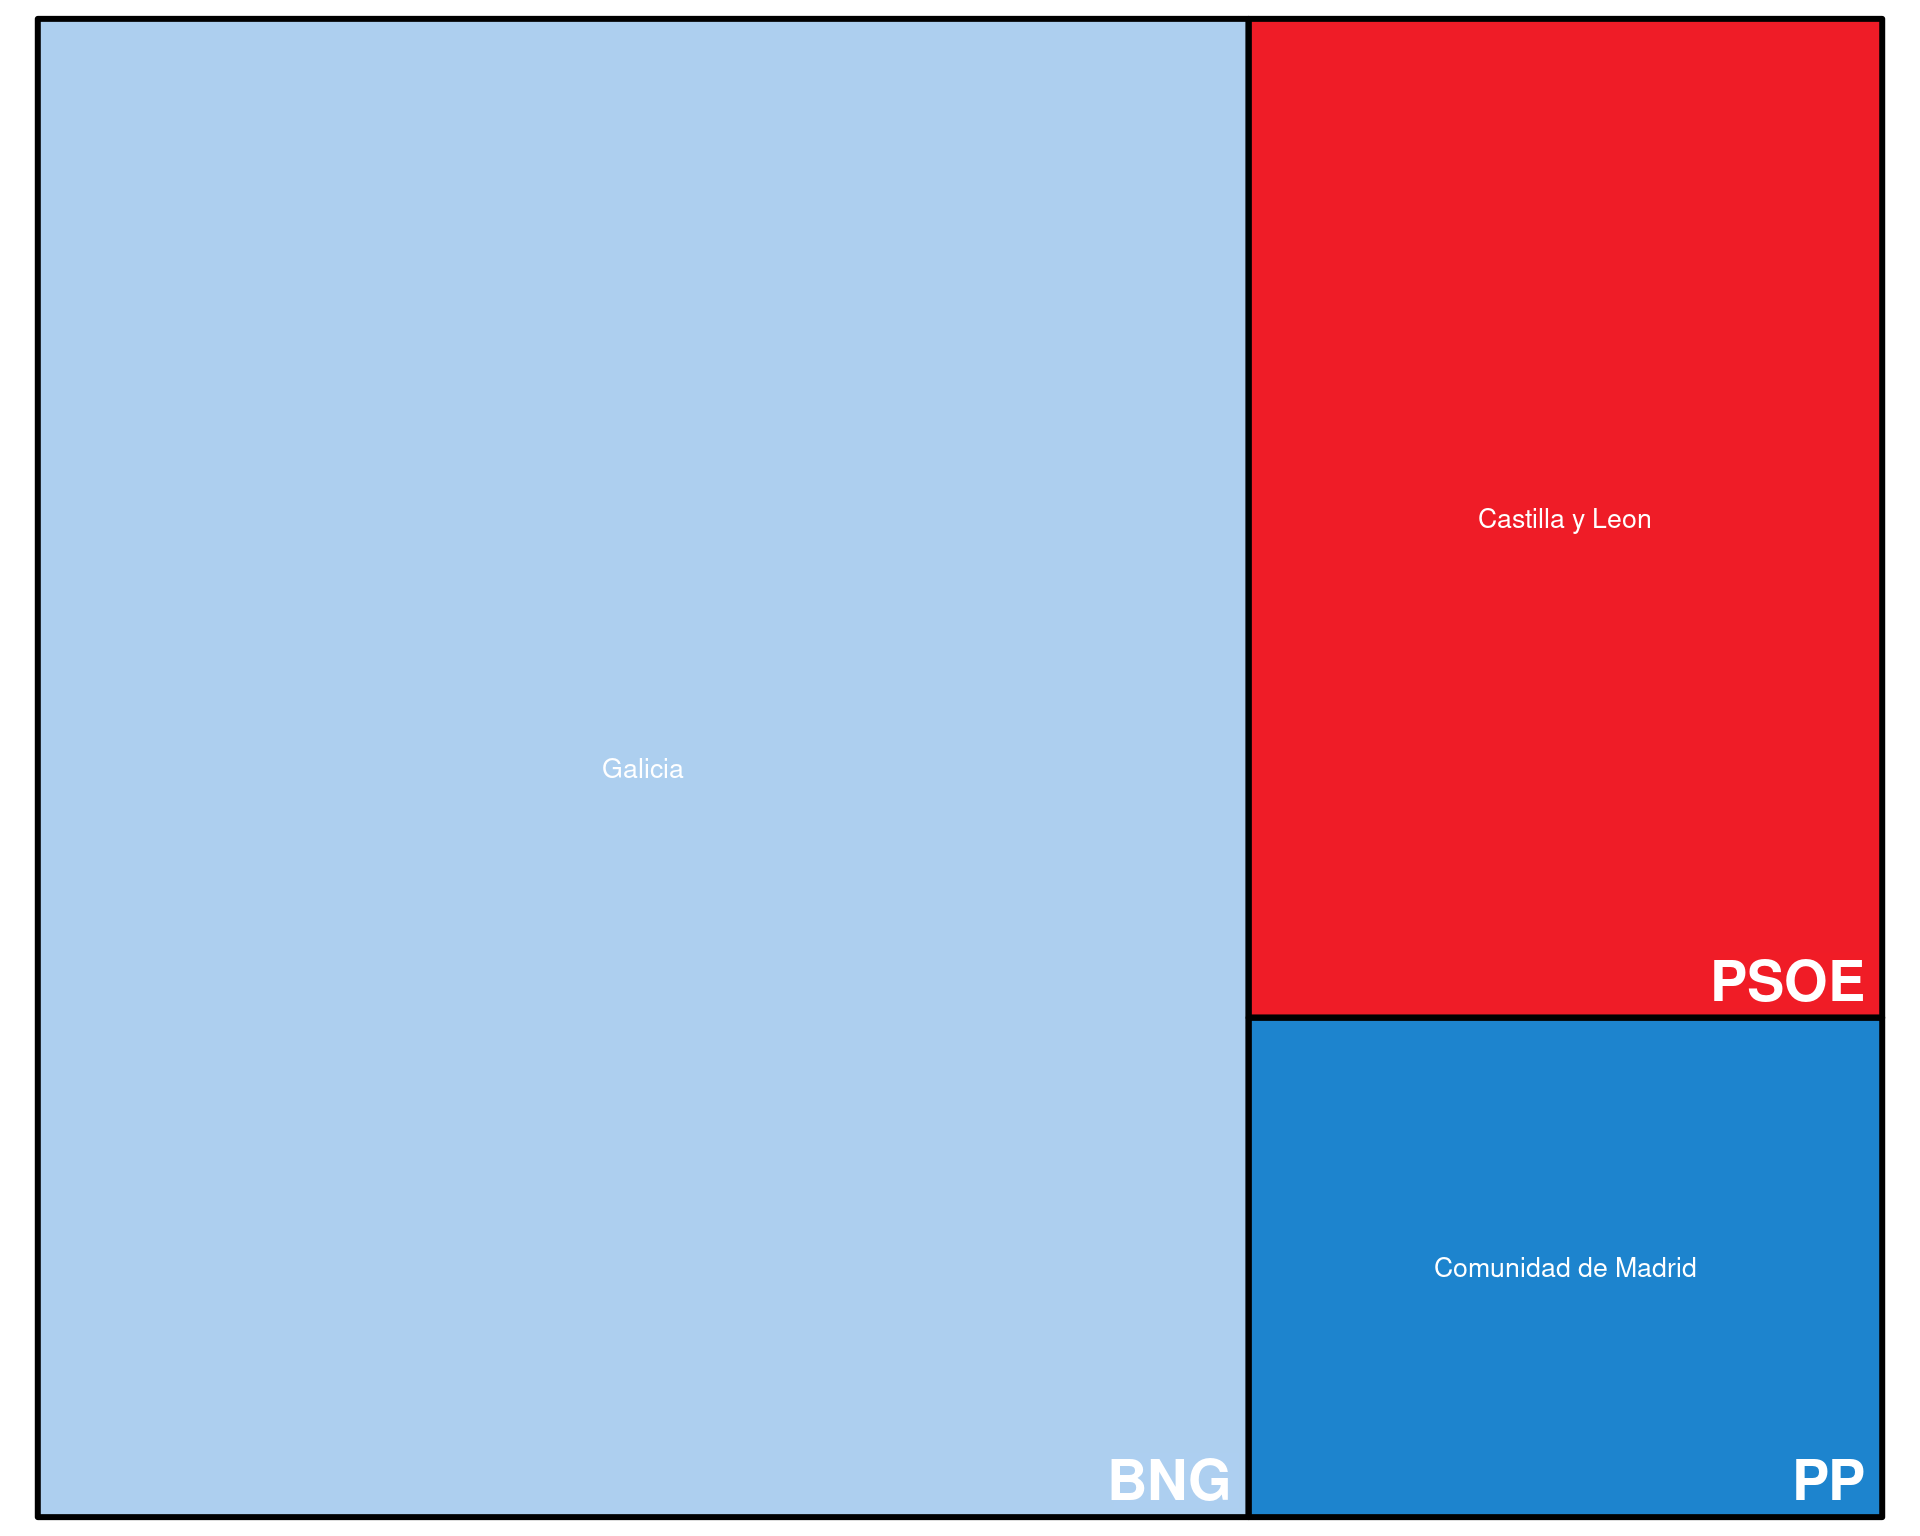 Galicia
BNG
Castilla y Leon
PSOE
Comunidad de Madrid
PP